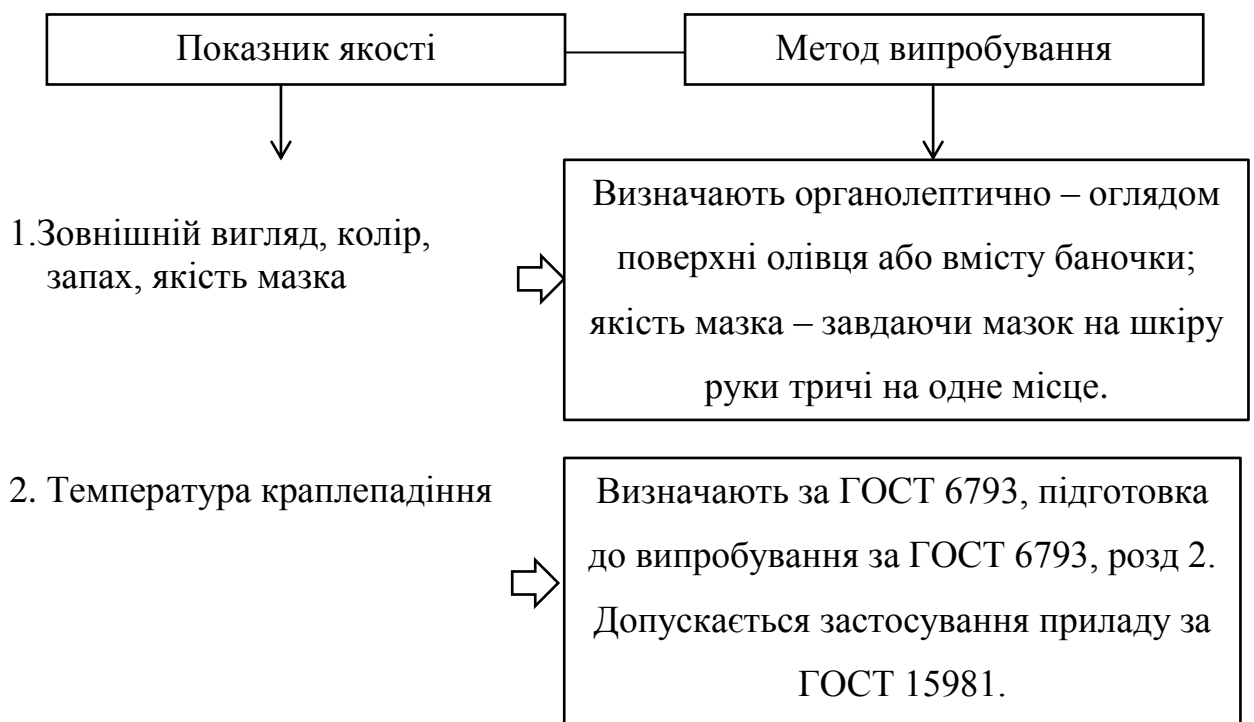 Показник якості
Метод випробування
1.Зовнішній вигляд, колір,
запах, якість мазка
Визначають органолептично – оглядом
поверхні олівця або вмісту баночки;
якість мазка – завдаючи мазок на шкіру
руки тричі на одне місце.
2. Температура краплепадіння
Визначають за ГОСТ 6793, підготовка
до випробування за ГОСТ 6793, розд 2.
Допускається застосування приладу за
ГОСТ 15981.